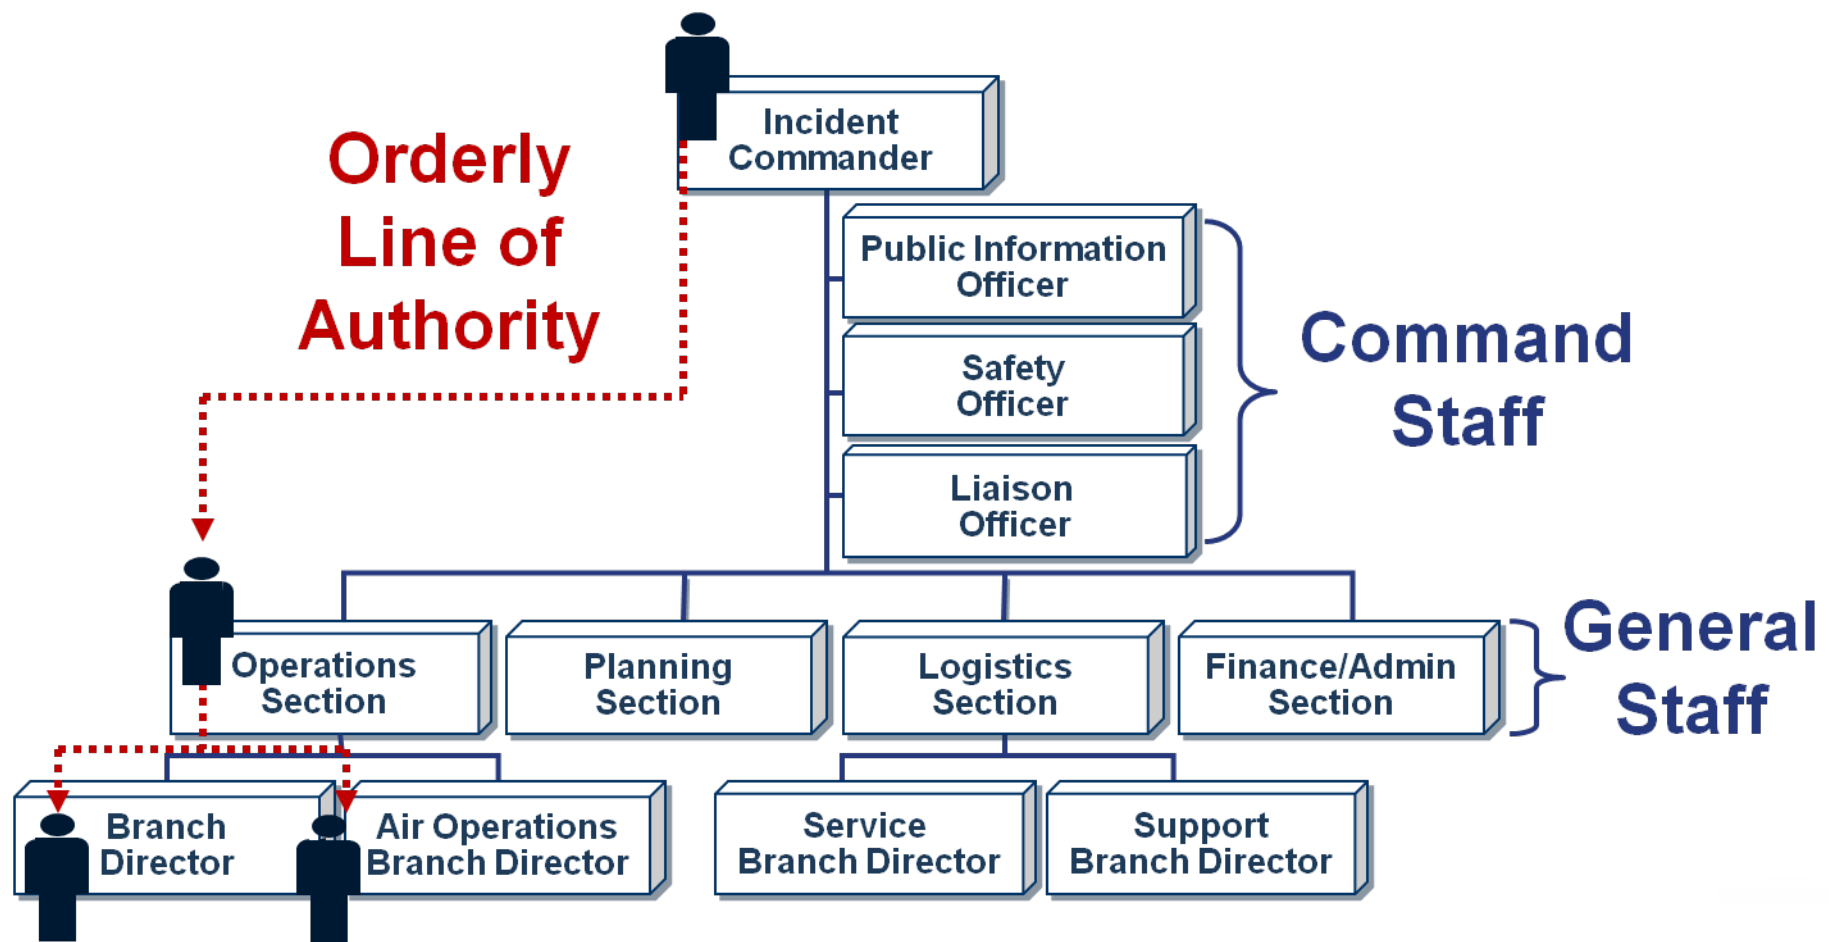 Incident
Commander
Orderly
Line of
Authority
Public Information
Officer
Safety
Officer
Liaison
Officer
Command
Staff
Operations
Section
Planning
Section
Logistics
Section
Finance/Admin
Section
General
Staff
Branch
Director
Air Operations
Branch Director
Service
Branch Director
Support
Branch Director